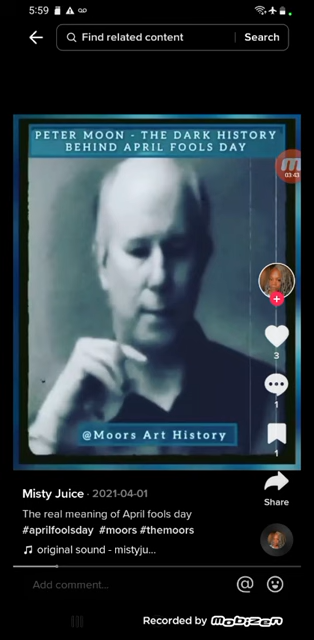 5:59
Find related content
Search
PETER MOON - THE DARK HISTORY
BEHIND APRIL FOOLS DAY
03:43
3
1
@Moors Art History
1
Misty Juice · 2021-04-01
Share
The real meaning of April fools day
#aprilfoolsday #moors #themoors
original sound - mistyju...
Add comment...
Recorded by Mobizen